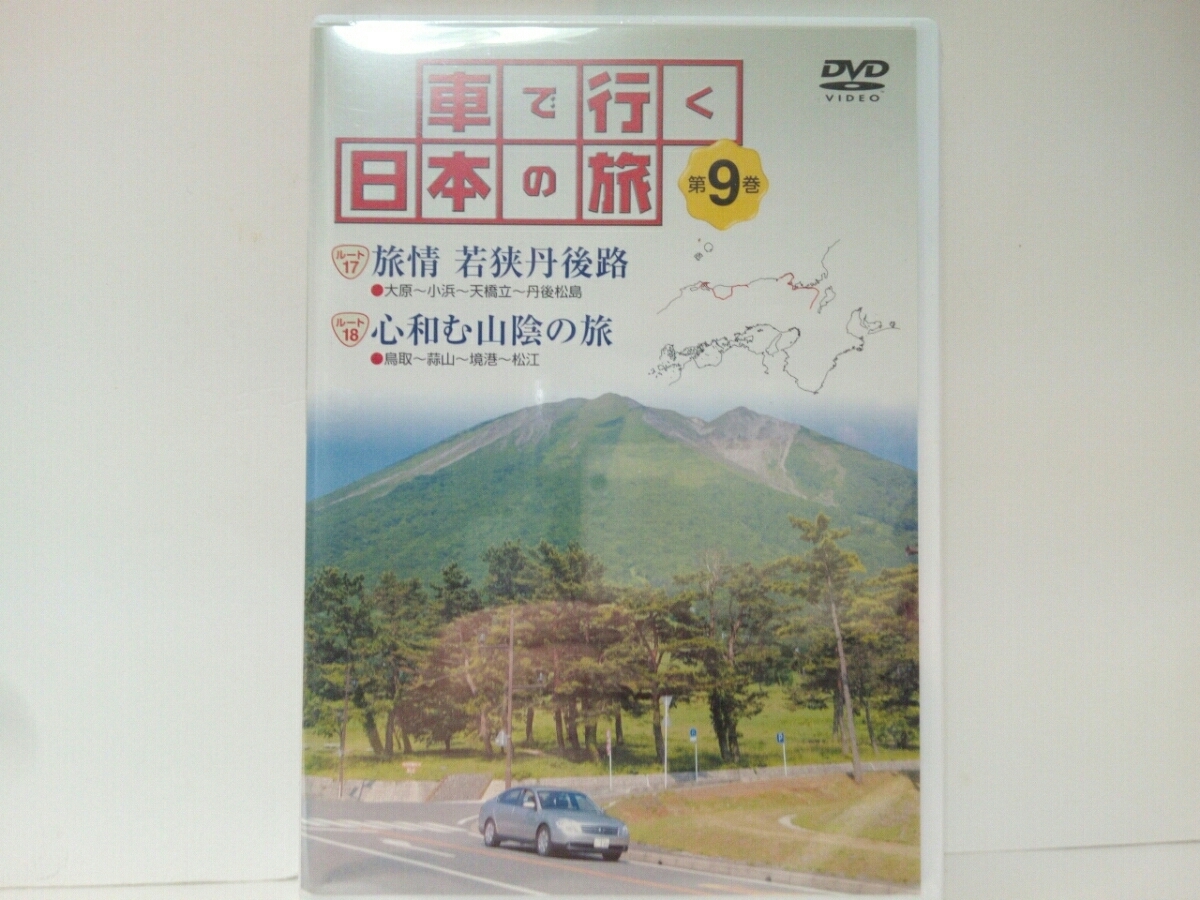 車で行く
日本の旅
第9巻
DVD
VIDEO
ルート17
旅情 若狭丹後路
●大原～小浜～天橋立～丹後松島
ルート18
心和む山陰の旅
●鳥取～蒜山～境港～松江